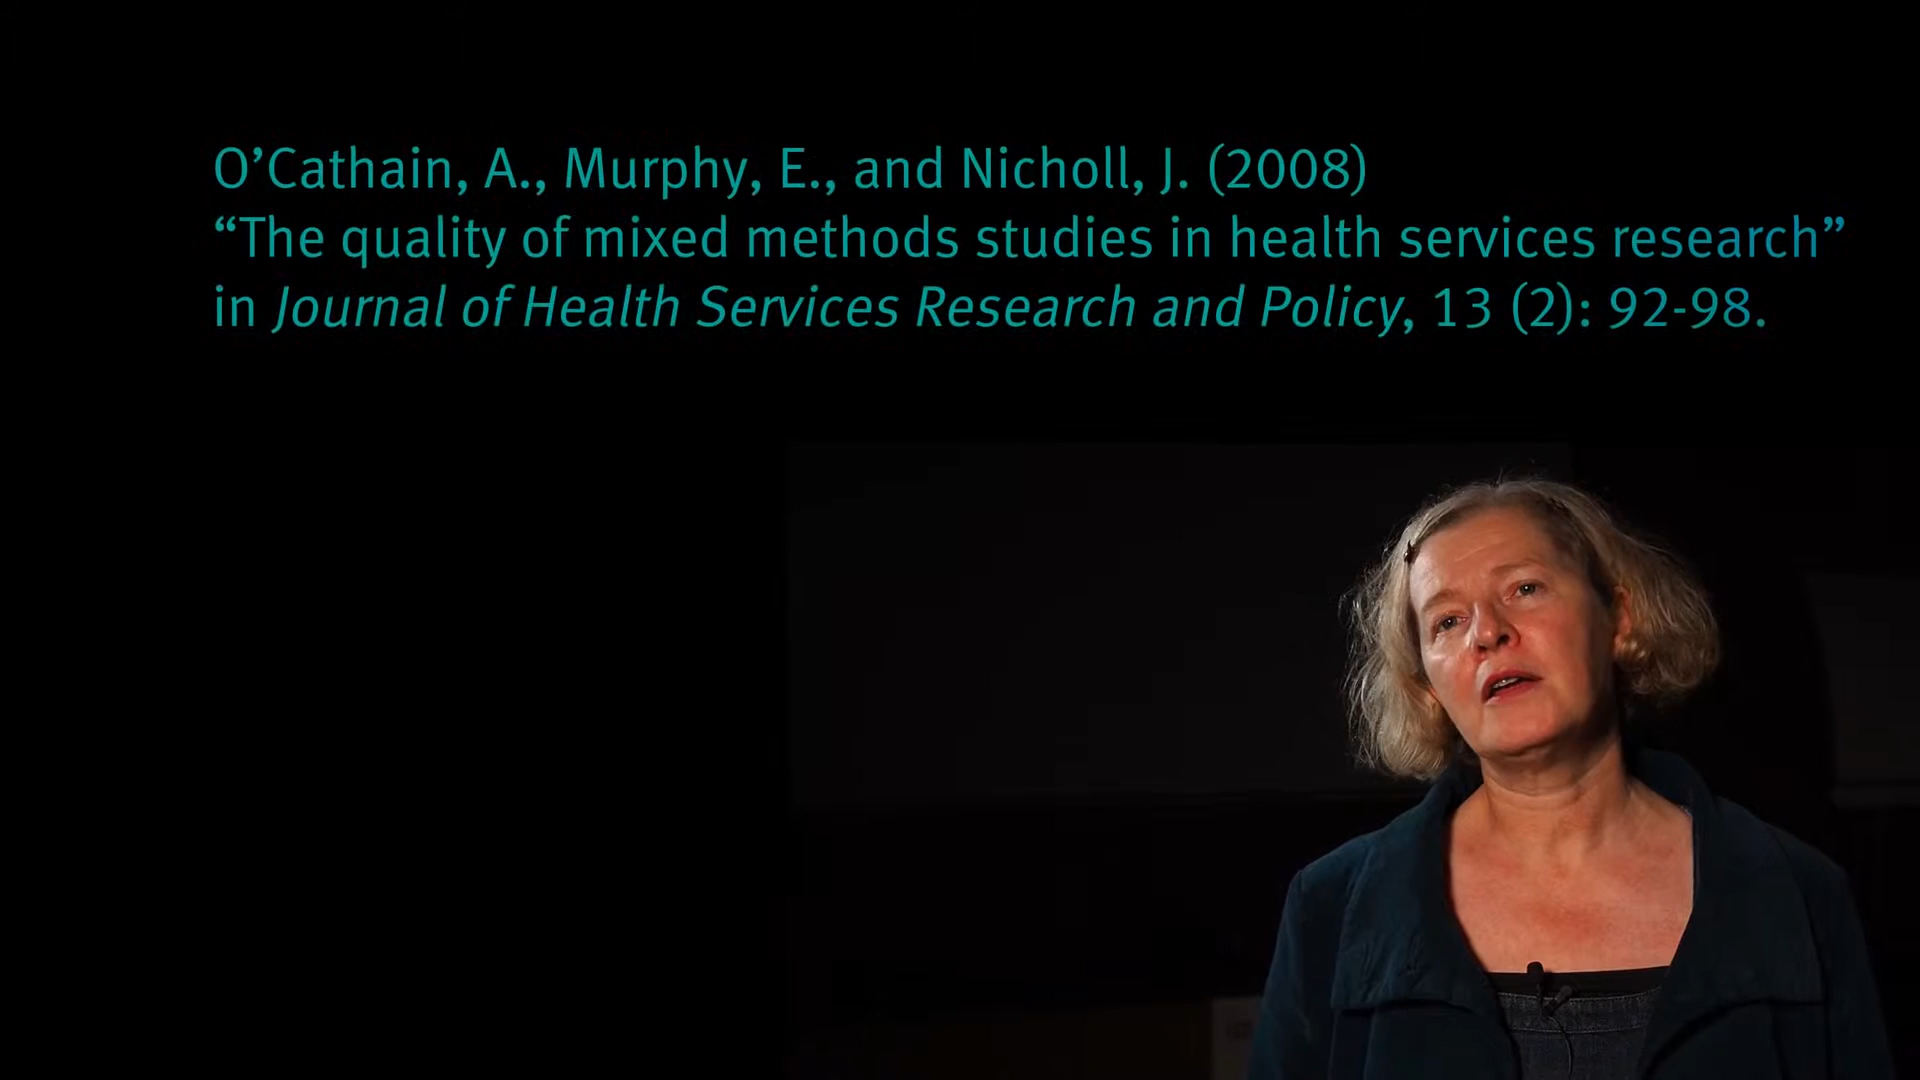 O’Cathain, A., Murphy, E., and Nicholl, J. (2008)
“The quality of mixed methods studies in health services research”
in Journal of Health Services Research and Policy, 13 (2): 92-98.